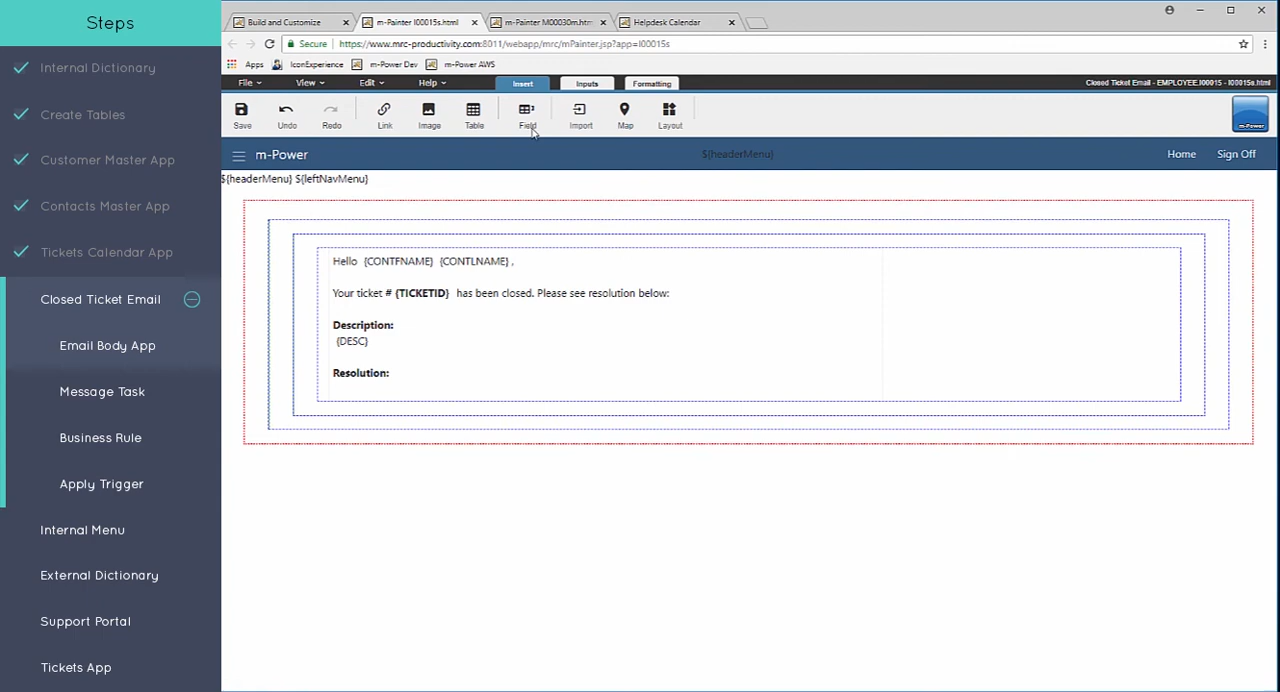 Steps
Internal Dictionary
Create Tables
Customer Master App
Contacts Master App
Tickets Calendar App
Closed Ticket Email
Email Body App
Message Task
Business Rule
Apply Trigger
Internal Menu
External Dictionary
Support Portal
Tickets App
Build and Customize
m-Painter I00015s.html
m-Painter M00030m.htm
Helpdesk Calendar
Secure https://www.mrc-productivity.com:8011/webapp/mrc/mPainter.jsp?app=I00015s
Apps IconExperience m-Power Dev m-Power AWS
File View Edit Help Insert Inputs Formatting Closed Ticket Email - EMPLOYEE.I00015 - I00015s.html
Save Undo Redo Link Image Table Field Import Map Layout m-Power
m-Power ${headerMenu} Home Sign Off
${headerMenu} ${leftNavMenu}
Hello {CONTFNAME} {CONTLNAME} ,
Your ticket # {TICKETID} has been closed. Please see resolution below:
Description:
{DESC}
Resolution: